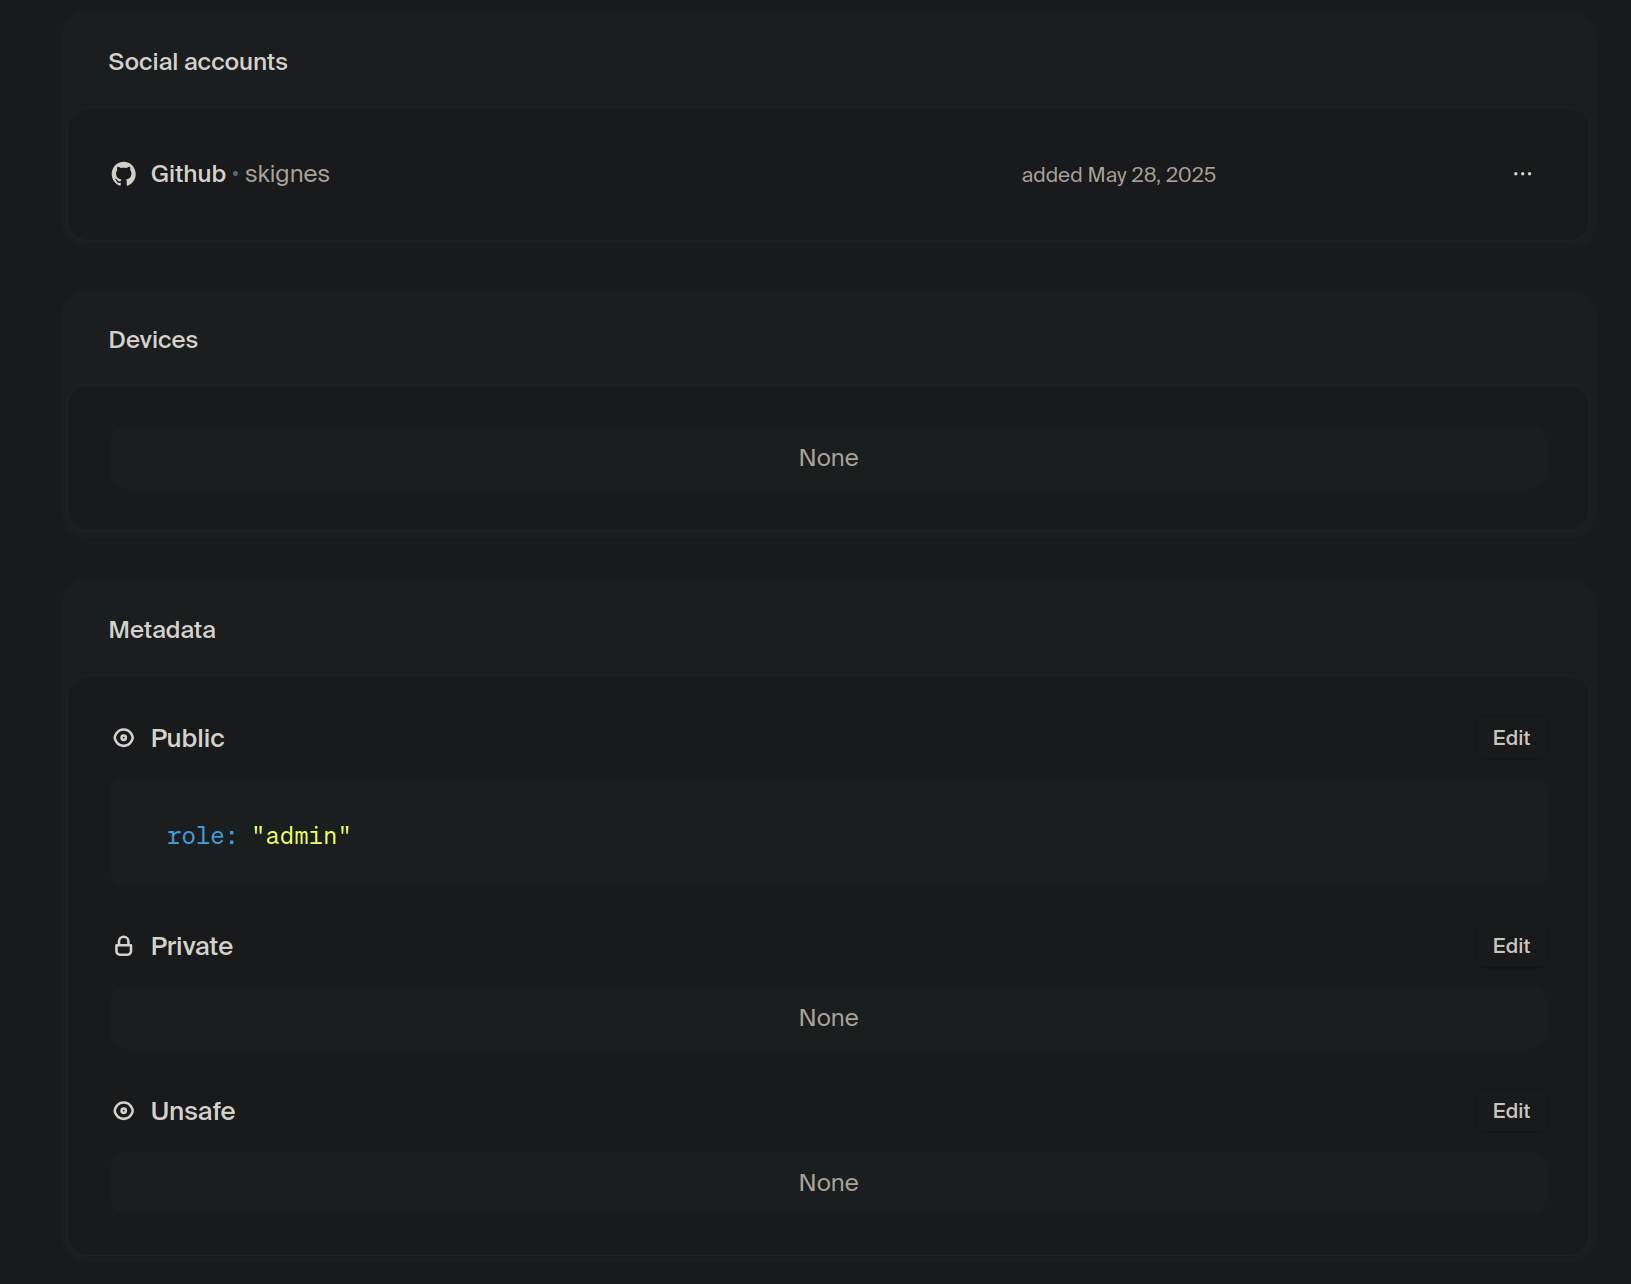 Social accounts
Github • skignes added May 28, 2025 ···
Devices
None
Metadata
Public Edit
role: "admin"
Private Edit
None
Unsafe Edit
None